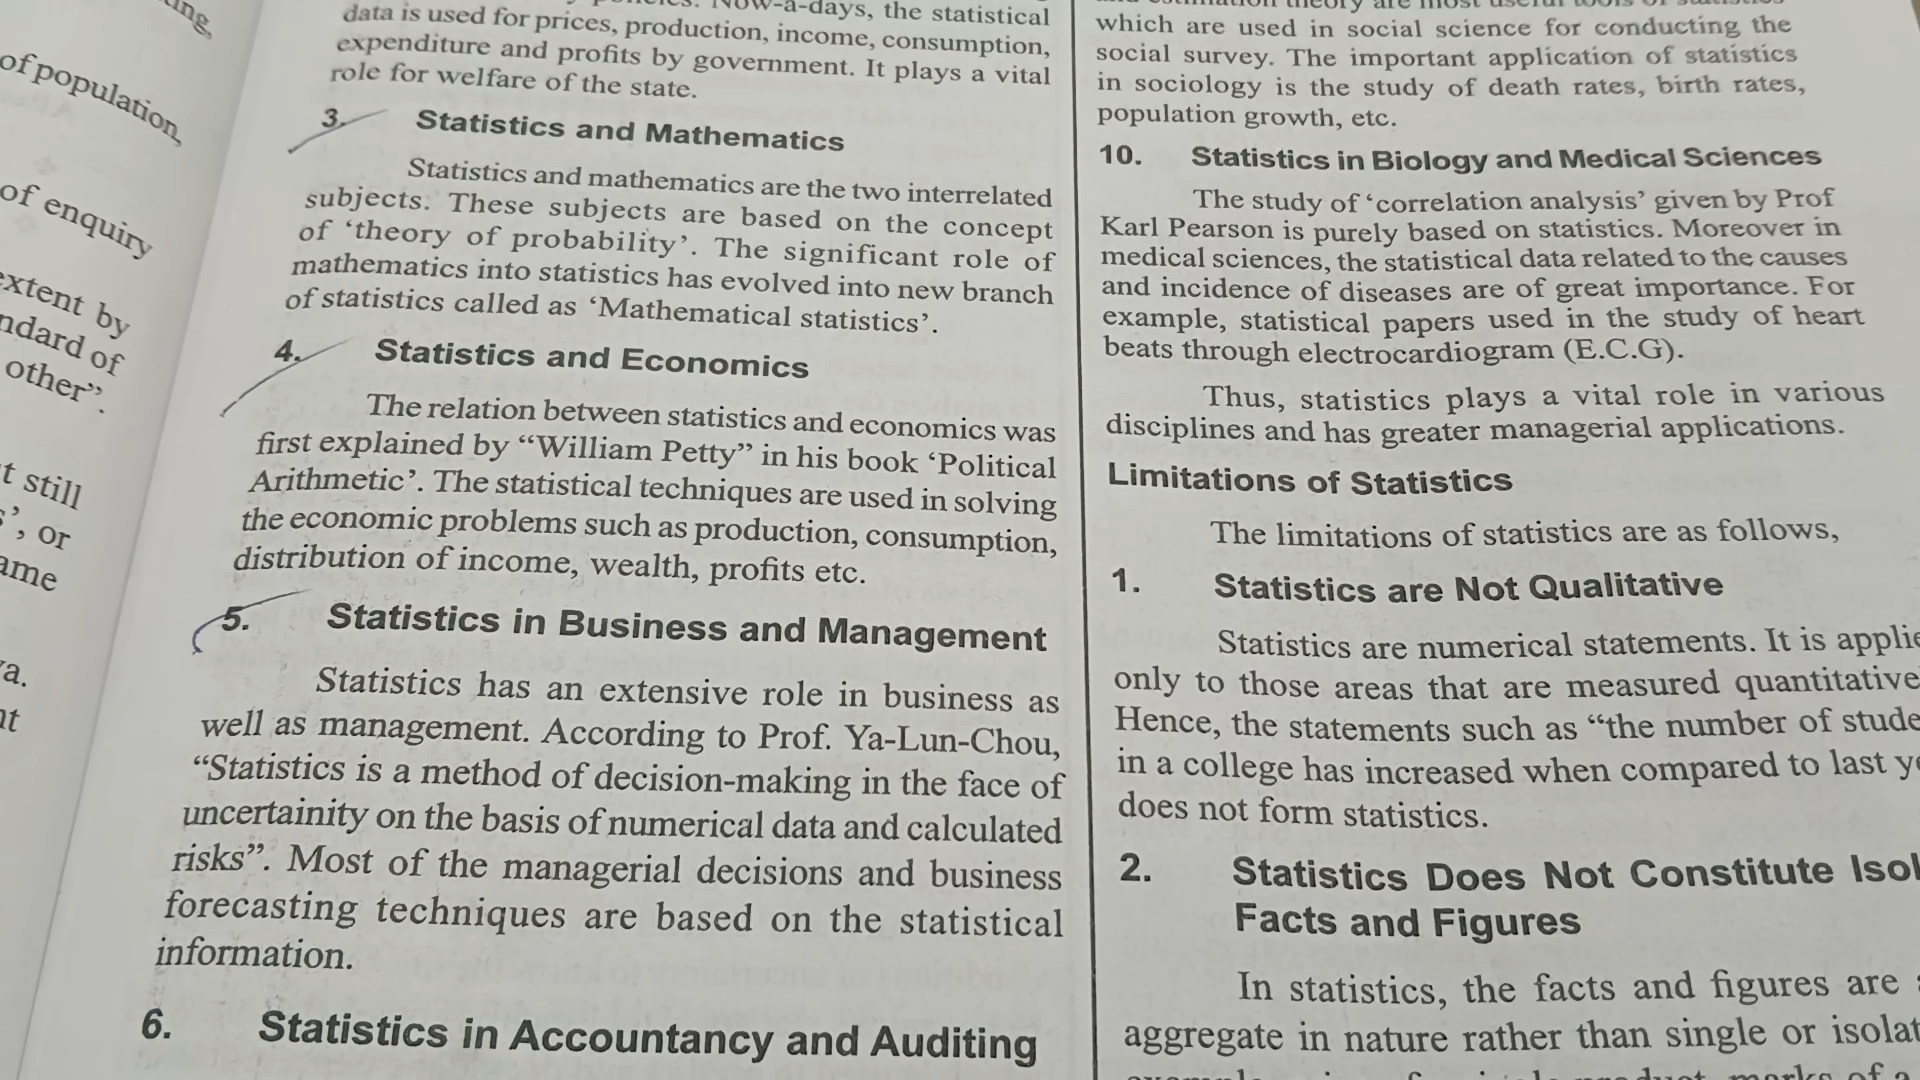 of population,
of enquiry
extent by
other”.
t still
’, or
data is used for prices, production, income, consumption,
expenditure and profits by government. It plays a vital
role for welfare of the state.
3. Statistics and Mathematics
Statistics and mathematics are the two interrelated
subjects. These subjects are based on the concept
of ‘theory of probability’. The significant role of
mathematics into statistics has evolved into new branch
of statistics called as ‘Mathematical statistics’.
4. Statistics and Economics
The relation between statistics and economics was
first explained by “William Petty” in his book ‘Political
Arithmetic’. The statistical techniques are used in solving
the economic problems such as production, consumption,
distribution of income, wealth, profits etc.
5. Statistics in Business and Management
Statistics has an extensive role in business as
well as management. According to Prof. Ya-Lun-Chou,
“Statistics is a method of decision-making in the face of
uncertainity on the basis of numerical data and calculated
risks”. Most of the managerial decisions and business
forecasting techniques are based on the statistical
information.
6. Statistics in Accountancy and Auditing
which are used in social science for conducting the
social survey. The important application of statistics
in sociology is the study of death rates, birth rates,
population growth, etc.
10. Statistics in Biology and Medical Sciences
The study of ‘correlation analysis’ given by Prof
Karl Pearson is purely based on statistics. Moreover in
medical sciences, the statistical data related to the causes
and incidence of diseases are of great importance. For
example, statistical papers used in the study of heart
beats through electrocardiogram (E.C.G).
Thus, statistics plays a vital role in various
disciplines and has greater managerial applications.
Limitations of Statistics
The limitations of statistics are as follows,
1. Statistics are Not Qualitative
Statistics are numerical statements. It is applie
only to those areas that are measured quantitative
Hence, the statements such as “the number of stude
in a college has increased when compared to last ye
does not form statistics.
2. Statistics Does Not Constitute Isol
Facts and Figures
In statistics, the facts and figures are
aggregate in nature rather than single or isolat